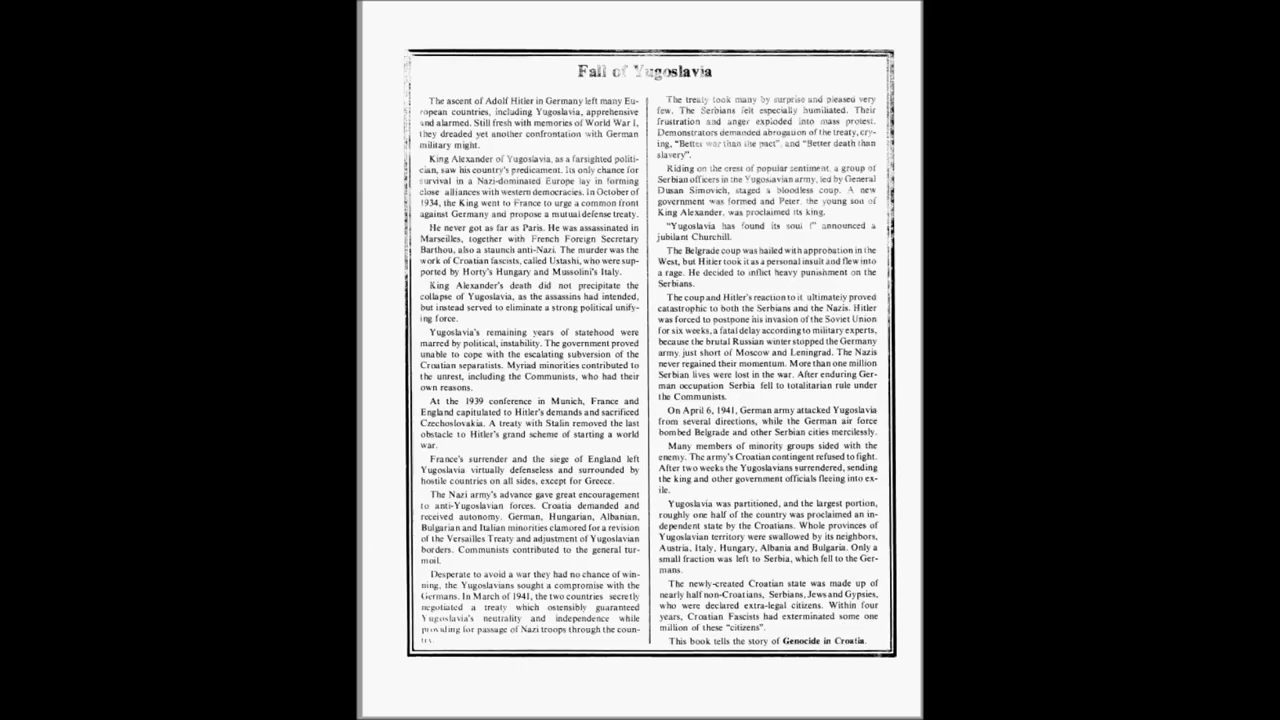 Fall of Yugoslavia
The ascent of Adolf Hitler in Germany left many Eu-
ropean countries, including Yugoslavia, apprehensive
and alarmed. Still fresh with memories of World War I,
they dreaded yet another confrontation with German
military might.
King Alexander of Yugoslavia, as a farsighted politi-
cian, saw his country's predicament. Its only chance for
survival in a Nazi-dominated Europe lay in forming
close alliances with western democracies. In October of
1934, the King went to France to urge a common front
against Germany and propose a mutual defense treaty.
He never got as far as Paris. He was assassinated in
Marseilles, together with French Foreign Secretary
Barthou, also a staunch anti-Nazi. The murder was the
work of Croatian fascists, called Ustashi, who were sup-
ported by Horty's Hungary and Mussolini's Italy.
King Alexander's death did not precipitate the
collapse of Yugoslavia, as the assassins had intended,
but instead served to eliminate a strong political unify-
ing force.
Yugoslavia's remaining years of statehood were
marred by political, instability. The government proved
unable to cope with the escalating subversion of the
Croatian separatists. Myriad minorities contributed to
the unrest, including the Communists, who had their
own reasons.
At the 1939 conference in Munich, France and
England capitulated to Hitler's demands and sacrificed
Czechoslovakia. A treaty with Stalin removed the last
obstacle to Hitler's grand scheme of starting a world
war.
France's surrender and the siege of England left
Yugoslavia virtually defenseless and surrounded by
hostile countries on all sides, except for Greece.
The Nazi army's advance gave great encouragement
to anti-Yugoslavian forces. Croatia demanded and
received autonomy. German, Hungarian, Albanian,
Bulgarian and Italian minorities clamored for a revision
of the Versailles Treaty and adjustment of Yugoslavian
borders. Communists contributed to the general tur-
moil.
Desperate to avoid a war they had no chance of win-
ning, the Yugoslavians sought a compromise with the
Germans. In March of 1941, the two countries secretly
negotiated a treaty which ostensibly guaranteed
Yugoslavia's neutrality and independence while
providing for passage of Nazi troops through the coun-
try.
The treaty took many by surprise and pleased very
few. The Serbians felt especially humiliated. Their
frustration and anger exploded into mass protest.
Demonstrators demanded abrogation of the treaty, cry-
ing, "Better war than the pact", and "Better death than
slavery".
Riding on the crest of popular sentiment, a group of
Serbian officers in the Yugoslavian army, led by General
Dusan Simovich, staged a bloodless coup. A new
government was formed and Peter, the young son of
King Alexander, was proclaimed its king.
"Yugoslavia has found its soul !" announced a
jubilant Churchill.
The Belgrade coup was hailed with approbation in the
West, but Hitler took it as a personal insult and flew into
a rage. He decided to inflict heavy punishment on the
Serbians.
The coup and Hitler's reaction to it ultimately proved
catastrophic to both the Serbians and the Nazis. Hitler
was forced to postpone his invasion of the Soviet Union
for six weeks, a fatal delay according to military experts,
because the brutal Russian winter stopped the Germany
army, just short of Moscow and Leningrad. The Nazis
never regained their momentum. More than one million
Serbian lives were lost in the war. After enduring Ger-
man occupation Serbia fell to totalitarian rule under
the Communists.
On April 6, 1941, German army attacked Yugoslavia
from several directions, while the German air force
bombed Belgrade and other Serbian cities mercilessly.
Many members of minority groups sided with the
enemy. The army's Croatian contingent refused to fight.
After two weeks the Yugoslavians surrendered, sending
the king and other government officials fleeing into ex-
ile.
Yugoslavia was partitioned, and the largest portion,
roughly one half of the country was proclaimed an in-
dependent state by the Croatians. Whole provinces of
Yugoslavian territory were swallowed by its neighbors,
Austria, Italy, Hungary, Albania and Bulgaria. Only a
small fraction was left to Serbia, which fell to the Ger-
mans.
The newly-created Croatian state was made up of
nearly half non-Croatians, Serbians, Jews and Gypsies,
who were declared extra-legal citizens. Within four
years, Croatian Fascists had exterminated some one
million of these "citizens".
This book tells the story of Genocide in Croatia.